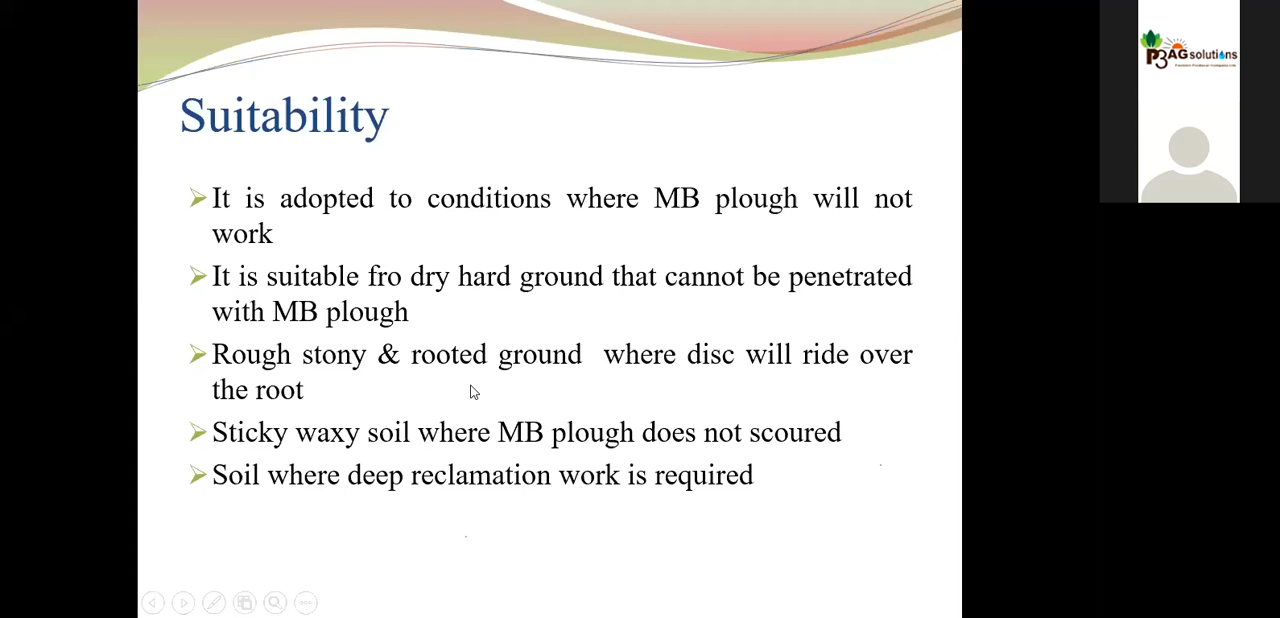 Suitability
It is adopted to conditions where MB plough will not
work
It is suitable fro dry hard ground that cannot be penetrated
with MB plough
Rough stony & rooted ground where disc will ride over
the root
Sticky waxy soil where MB plough does not scoured
Soil where deep reclamation work is required
P3AGsolutions